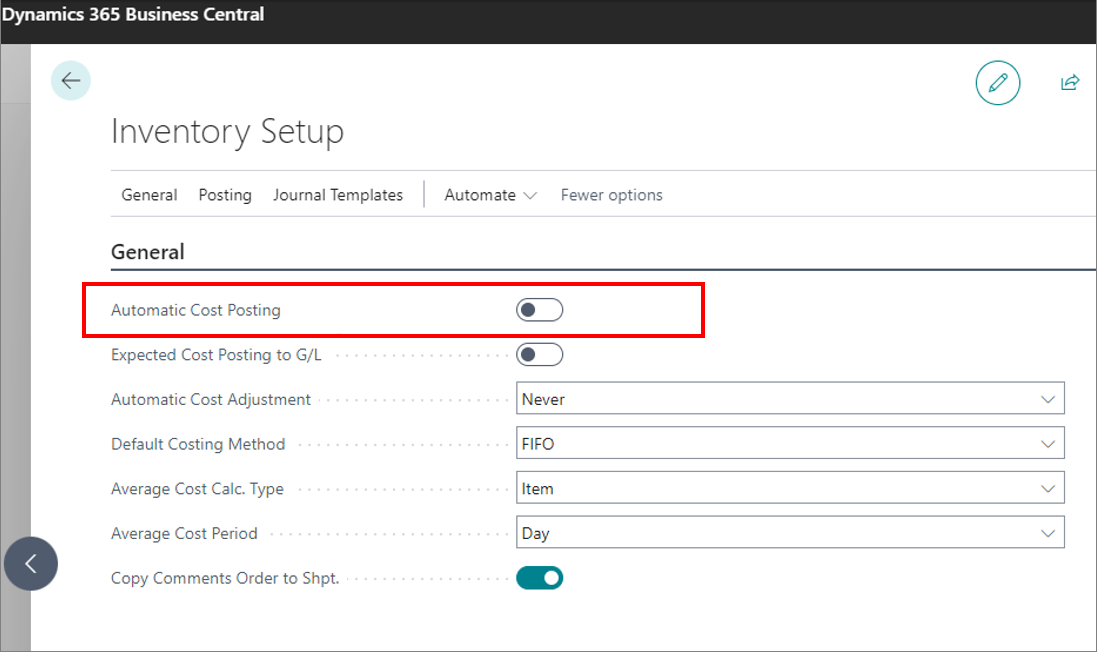 Dynamics 365 Business Central
Inventory Setup
General Posting Journal Templates Automate Fewer options
General
Automatic Cost Posting
Expected Cost Posting to G/L
Automatic Cost Adjustment Never
Default Costing Method FIFO
Average Cost Calc. Type Item
Average Cost Period Day
Copy Comments Order to Shpt.